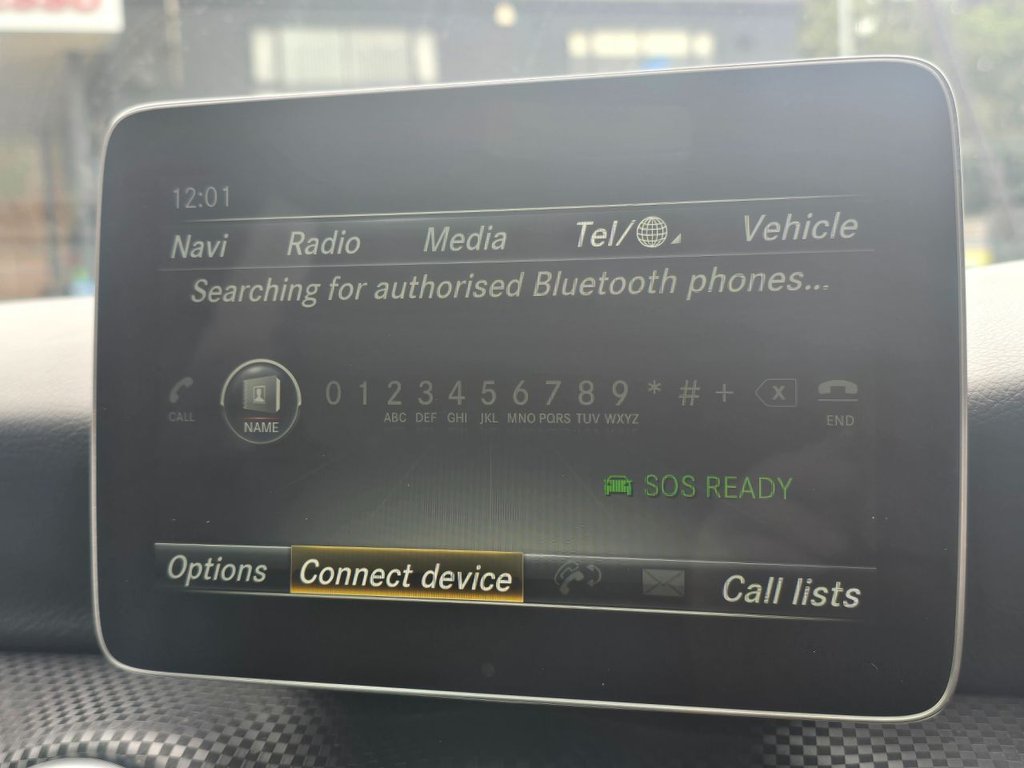 12:01
Navi Radio Media Tel/ Vehicle
Searching for authorised Bluetooth phones...
0 1 2 3 4 5 6 7 8 9 * # +
ABC DEF GHI JKL MNO PQRS TUV WXYZ
CALL NAME END
SOS READY
Options Connect device Call lists